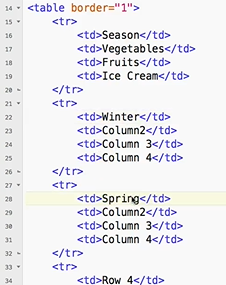 14 <table border="1">
15 <tr>
16 <td>Season</td>
17 <td>Vegetables</td>
18 <td>Fruits</td>
19 <td>Ice Cream</td>
20 </tr>
21 <tr>
22 <td>Winter</td>
23 <td>Column2</td>
24 <td>Column 3</td>
25 <td>Column 4</td>
26 </tr>
27 <tr>
28 <td>Spring</td>
29 <td>Column2</td>
30 <td>Column 3</td>
31 <td>Column 4</td>
32 </tr>
33 <tr>
34 <td>Row 4</td>